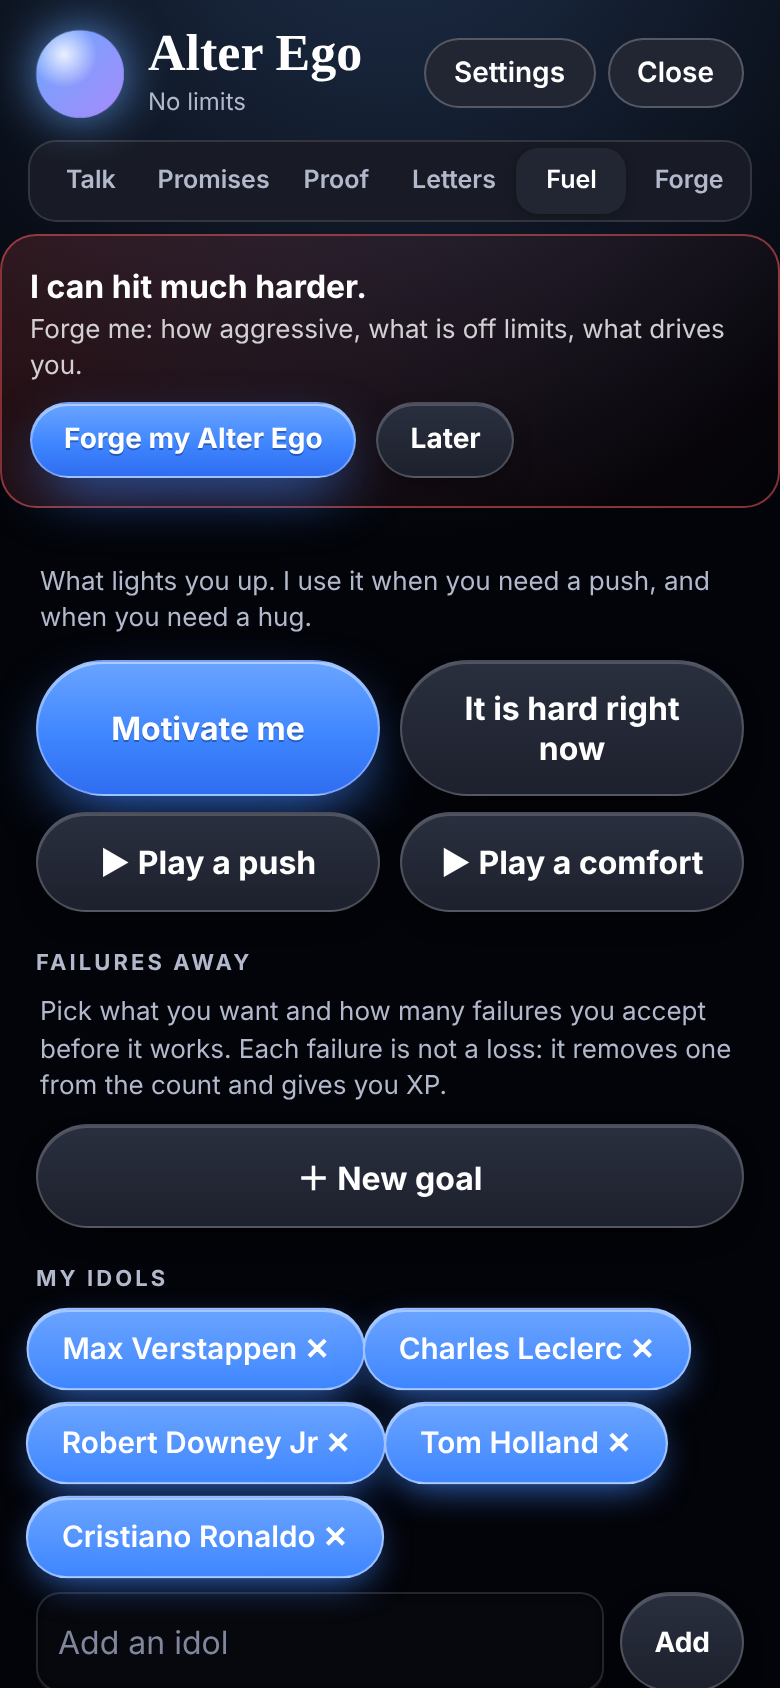 Alter Ego
No limits
Settings
Close
Talk
Promises
Proof
Letters
Fuel
Forge
I can hit much harder.
Forge me: how aggressive, what is off limits, what drives
you.
Forge my Alter Ego
Later
What lights you up. I use it when you need a push, and
when you need a hug.
Motivate me
It is hard right
now
▶ Play a push
▶ Play a comfort
FAILURES AWAY
Pick what you want and how many failures you accept
before it works. Each failure is not a loss: it removes one
from the count and gives you XP.
＋ New goal
MY IDOLS
Max Verstappen ✕
Charles Leclerc ✕
Robert Downey Jr ✕
Tom Holland ✕
Cristiano Ronaldo ✕
Add an idol
Add